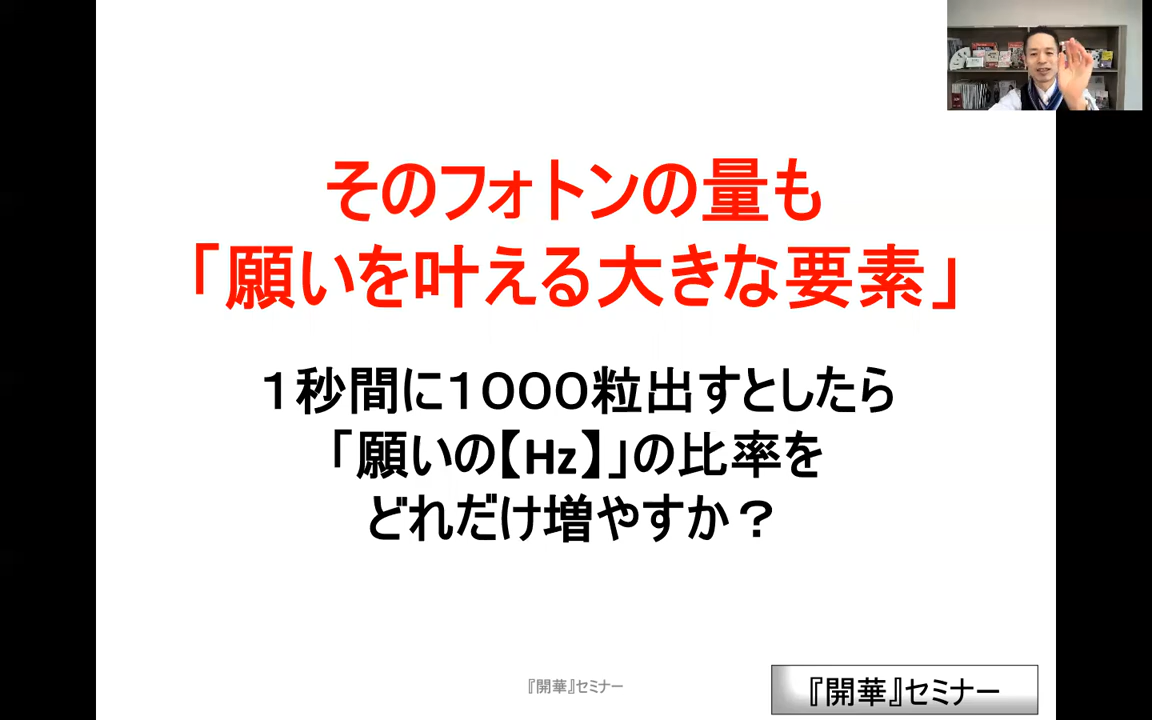 そのフォトンの量も
「願いを叶える大きな要素」
１秒間に１０００粒出すとしたら
「願いの【Hz】」の比率を
どれだけ増やすか？
『開華』セミナー
『開華』セミナー